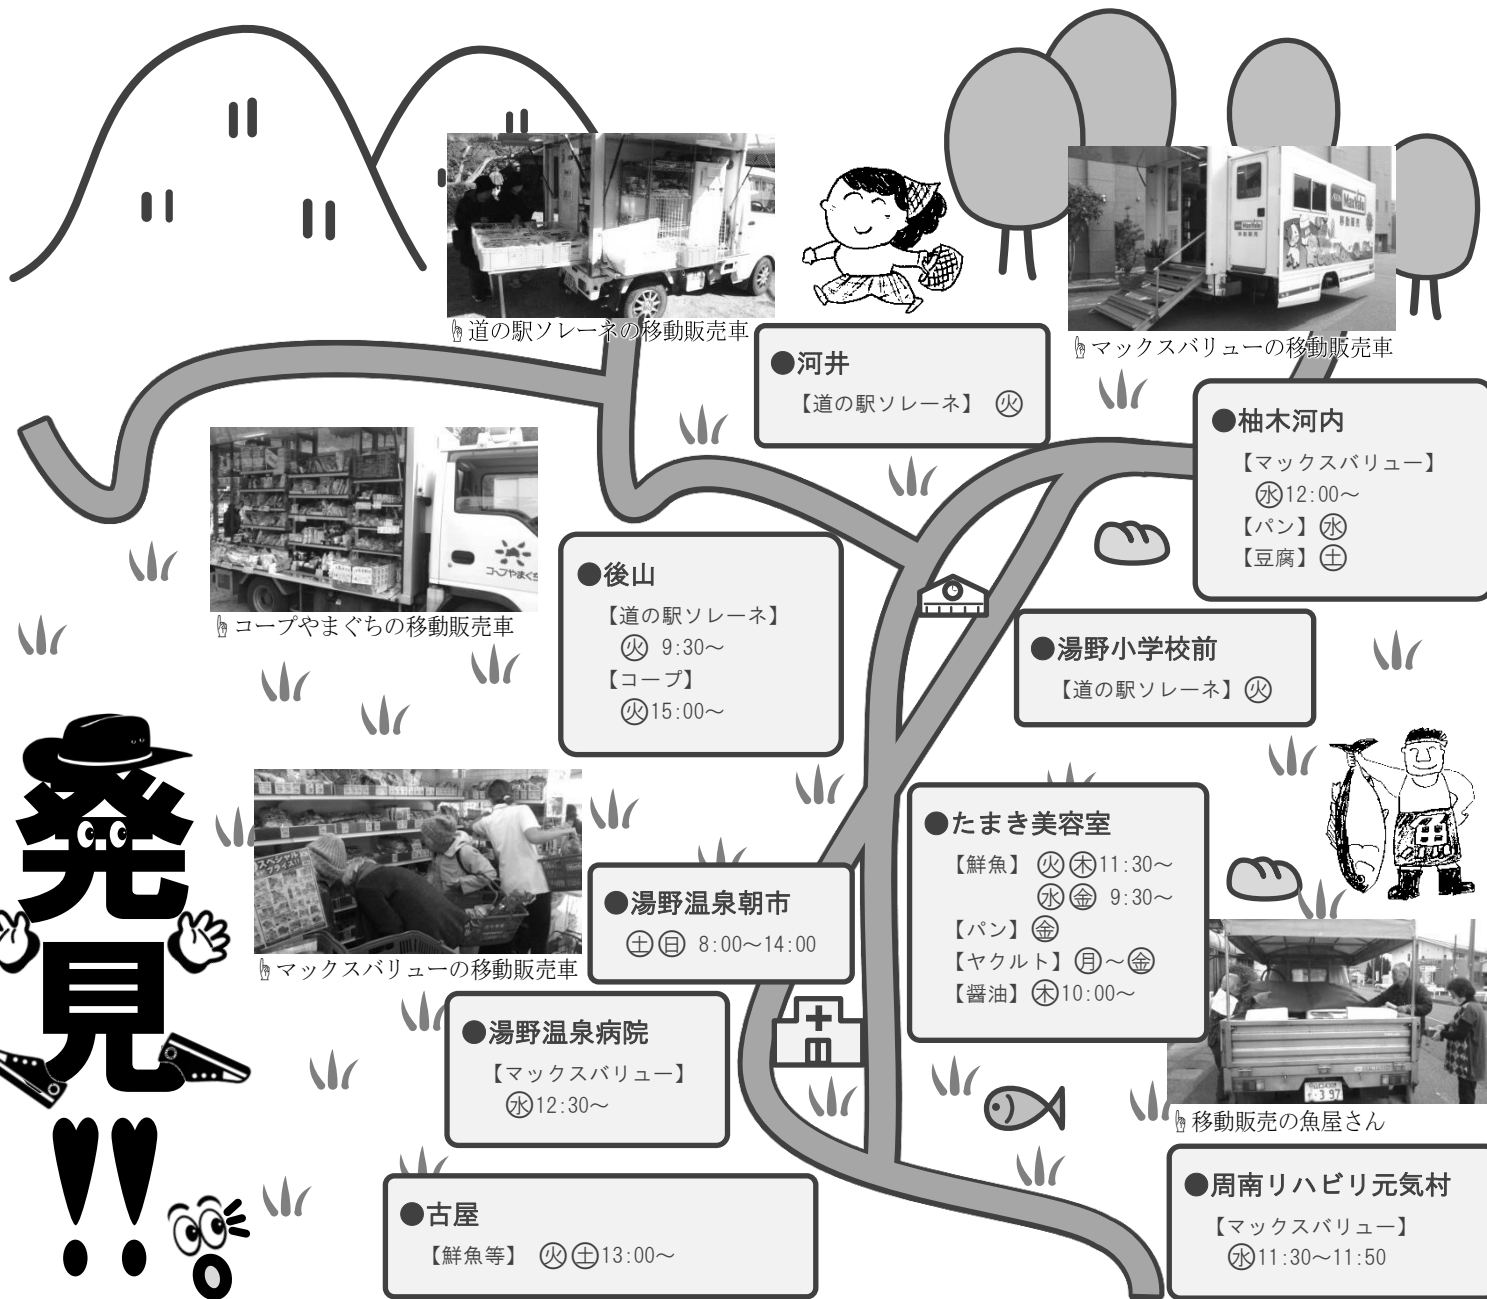 ☝道の駅ソレーネの移動販売車
☝マックスバリューの移動販売車
●河井
【道の駅ソレーネ】 ㊋
●柚木河内
【マックスバリュー】
㊌12:00～
【パン】㊌
【豆腐】㊏
コープやまぐち
☝コープやまぐちの移動販売車
●後山
【道の駅ソレーネ】
㊋ 9:30～
【コープ】
㊋15:00～
●湯野小学校前
【道の駅ソレーネ】㊋
発見!!
☝マックスバリューの移動販売車
●湯野温泉朝市
㊏㊐ 8:00～14:00
●たまき美容室
【鮮魚】 ㊋㊍11:30～
㊌㊎ 9:30～
【パン】㊎
【ヤクルト】㊊～㊎
【醤油】㊍10:00～
魚
☝移動販売の魚屋さん
●湯野温泉病院
【マックスバリュー】
㊌12:30～
●古屋
【鮮魚等】 ㊋㊏13:00～
●周南リハビリ元気村
【マックスバリュー】
㊌11:30～11:50